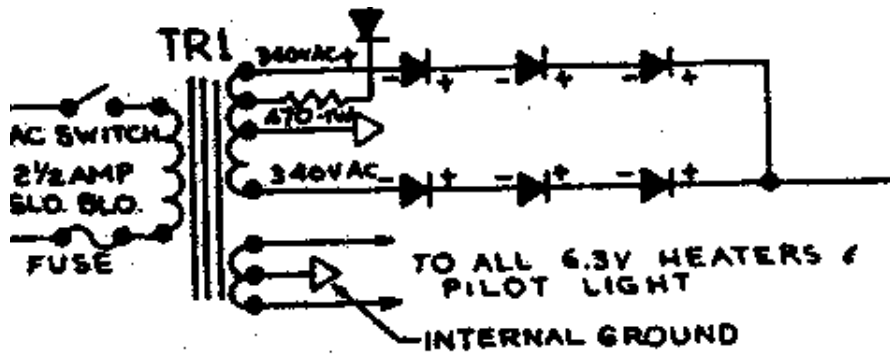 TR1
340VAC
470-1W
AC SWITCH
2½AMP
SLO. BLO.
FUSE
340VAC
TO ALL 6.3V HEATERS &
PILOT LIGHT
INTERNAL GROUND